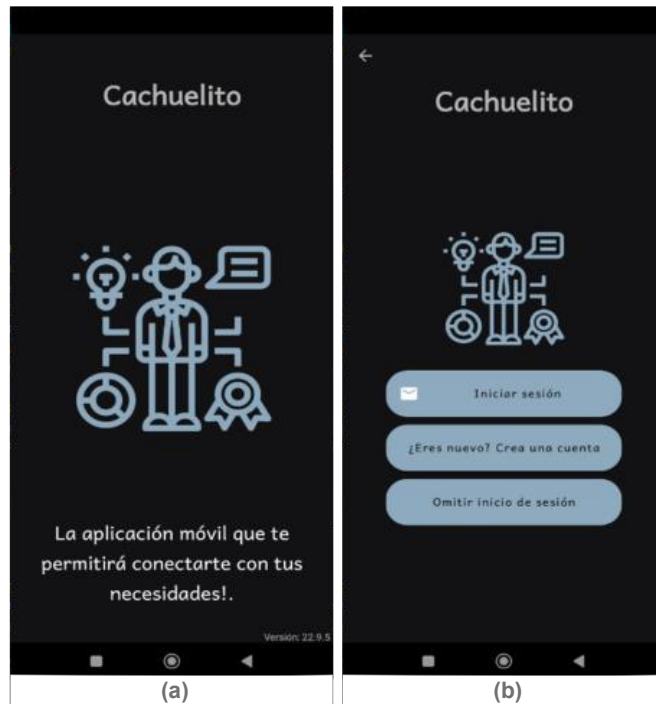 Cachuelito
La aplicación móvil que te
permitirá conectarte con tus
necesidades!.
Versión: 22.9.5
(a)
Cachuelito
Iniciar sesión
¿Eres nuevo? Crea una cuenta
Omitir inicio de sesión
(b)